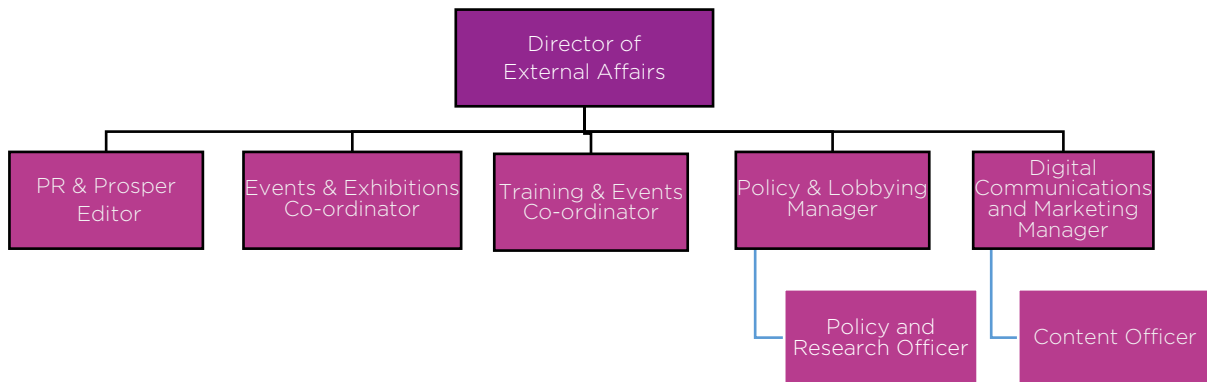 Director of
External Affairs
PR & Prosper
Editor
Events & Exhibitions
Co-ordinator
Training & Events
Co-ordinator
Policy & Lobbying
Manager
Digital
Communications
and Marketing
Manager
Policy and
Research Officer
Content Officer